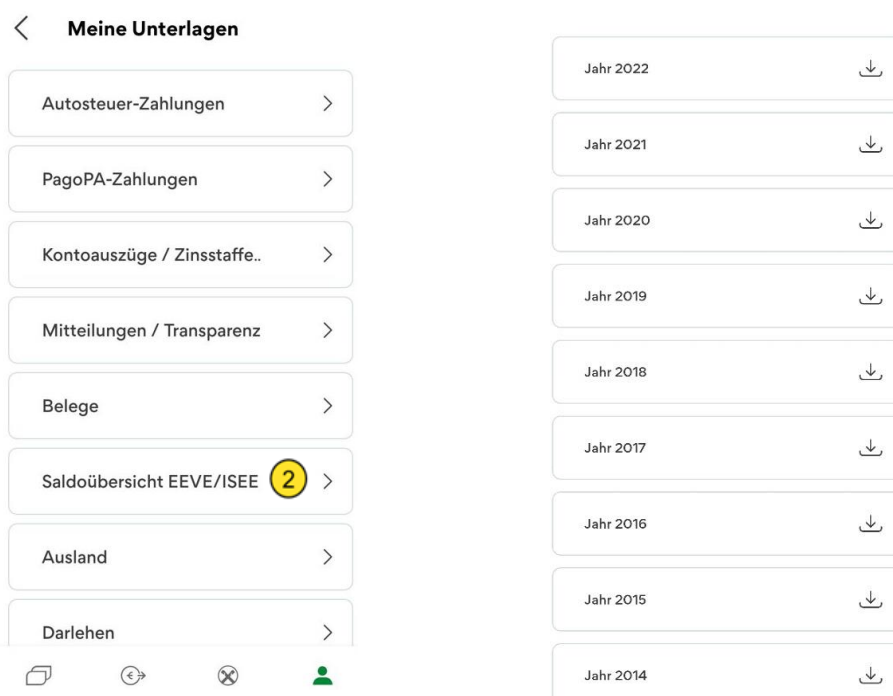 Meine Unterlagen
Autosteuer-Zahlungen
PagoPA-Zahlungen
Kontoauszüge / Zinsstaffe..
Mitteilungen / Transparenz
Belege
Saldoübersicht EEVE/ISEE 2
Ausland
Darlehen
Jahr 2022
Jahr 2021
Jahr 2020
Jahr 2019
Jahr 2018
Jahr 2017
Jahr 2016
Jahr 2015
Jahr 2014